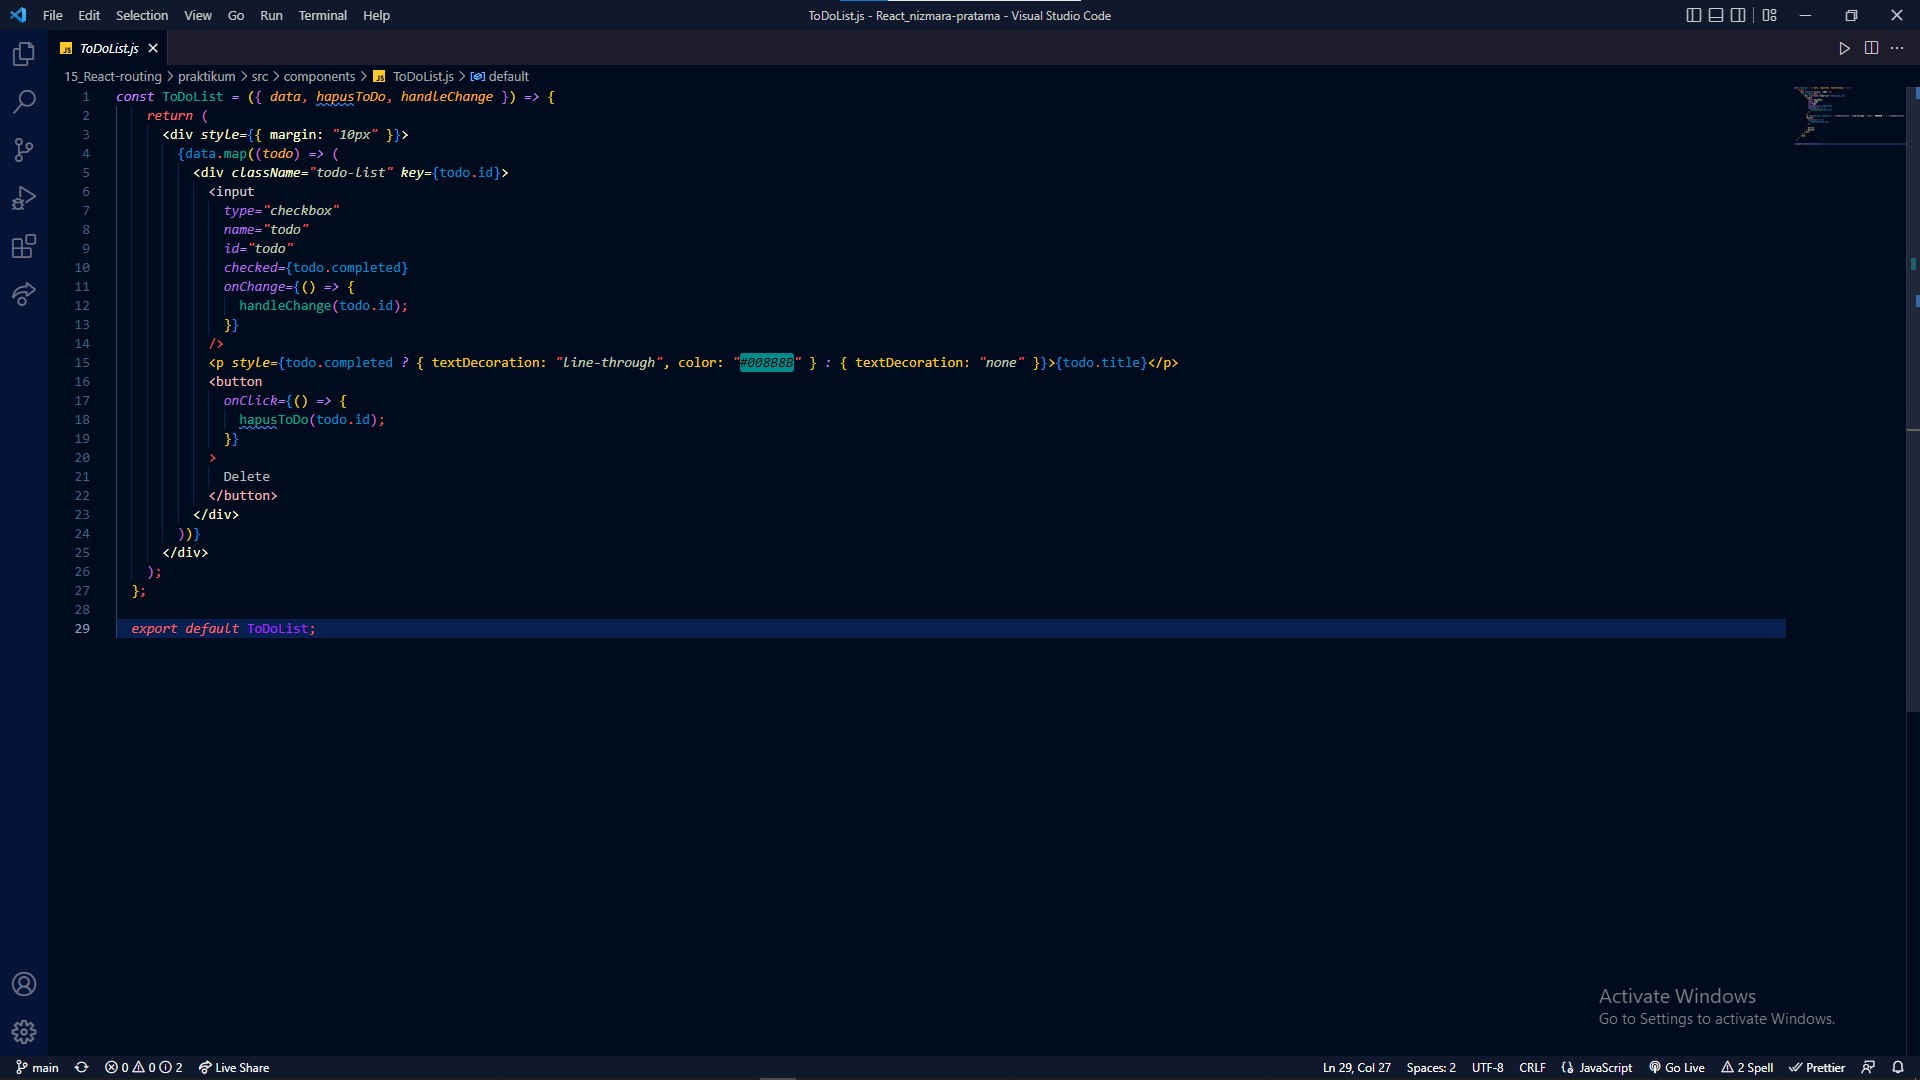 File Edit Selection View Go Run Terminal Help
ToDoList.js - React_nizmara-pratama - Visual Studio Code
JS ToDoList.js
15_React-routing > praktikum > src > components > JS ToDoList.js > default
1 const ToDoList = ({ data, hapusToDo, handleChange }) => {
2 return (
3 <div style={{ margin: "10px" }}>
4 {data.map((todo) => (
5 <div className="todo-list" key={todo.id}>
6 <input
7 type="checkbox"
8 name="todo"
9 id="todo"
10 checked={todo.completed}
11 onChange={() => {
12 handleChange(todo.id);
13 }}
14 />
15 <p style={todo.completed ? { textDecoration: "line-through", color: "#008B8B" } : { textDecoration: "none" }}>{todo.title}</p>
16 <button
17 onClick={() => {
18 hapusToDo(todo.id);
19 }}
20 >
21 Delete
22 </button>
23 </div>
24 ))}
25 </div>
26 );
27 };
28
29 export default ToDoList;
Activate Windows
Go to Settings to activate Windows.
main 0 0 2 Live Share Ln 29, Col 27 Spaces: 2 UTF-8 CRLF JavaScript Go Live 2 Spell Prettier